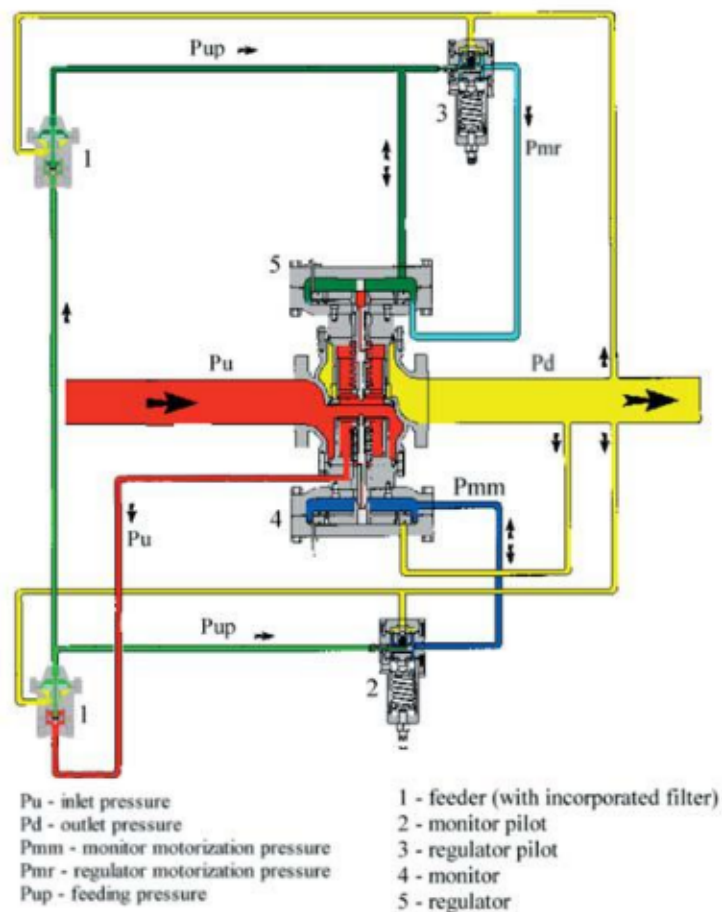 Pup
3
1
Pmr
5
Pu
Pd
Pmm
4
Pu
Pup
2
1
Pu - inlet pressure
Pd - outlet pressure
Pmm - monitor motorization pressure
Pmr - regulator motorization pressure
Pup - feeding pressure
1 - feeder (with incorporated filter)
2 - monitor pilot
3 - regulator pilot
4 - monitor
5 - regulator